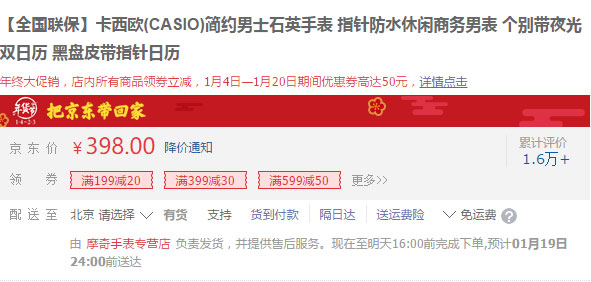 【全国联保】卡西欧(CASIO)简约男士石英手表 指针防水休闲商务男表 个别带夜光
双日历 黑盘皮带指针日历
年终大促销，店内所有商品领券立减，1月4日—1月20日期间优惠券高达50元，详情点击
年货节 把京东带回家
1·4-2·3
京东价 ￥398.00 降价通知 累计评价
1.6万+
领券 满199减20 满399减30 满599减50 更多>>
配送至 北京 请选择 有货 支持 货到付款 隔日达 送运费险 免运费 ?
由 摩奇手表专营店 负责发货，并提供售后服务。现在至明天16:00前完成下单,预计01月19日
24:00前送达